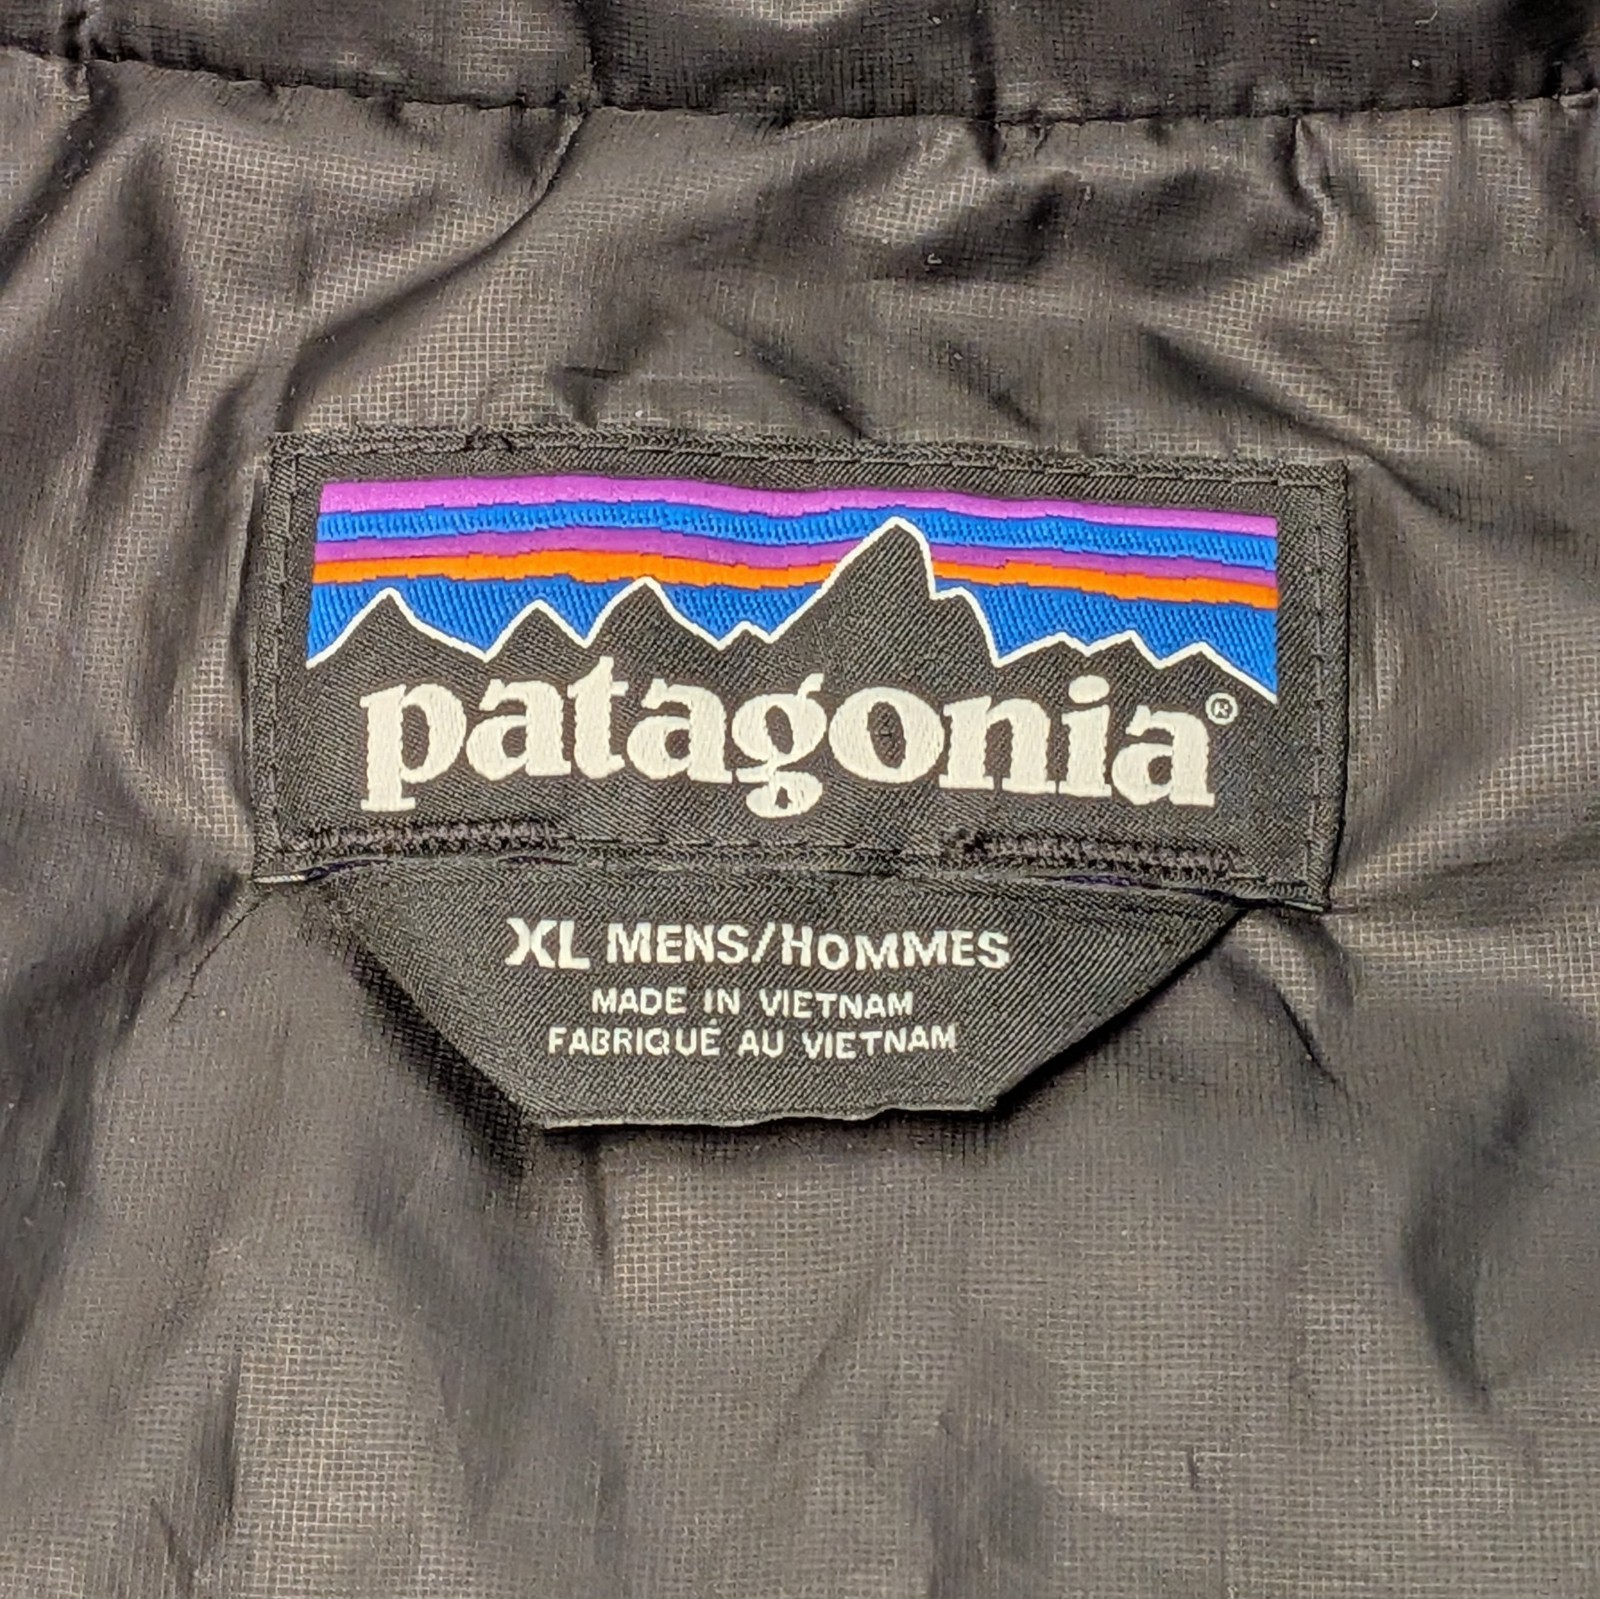 patagonia®
XL MENS/HOMMES
MADE IN VIETNAM
FABRIQUÉ AU VIETNAM